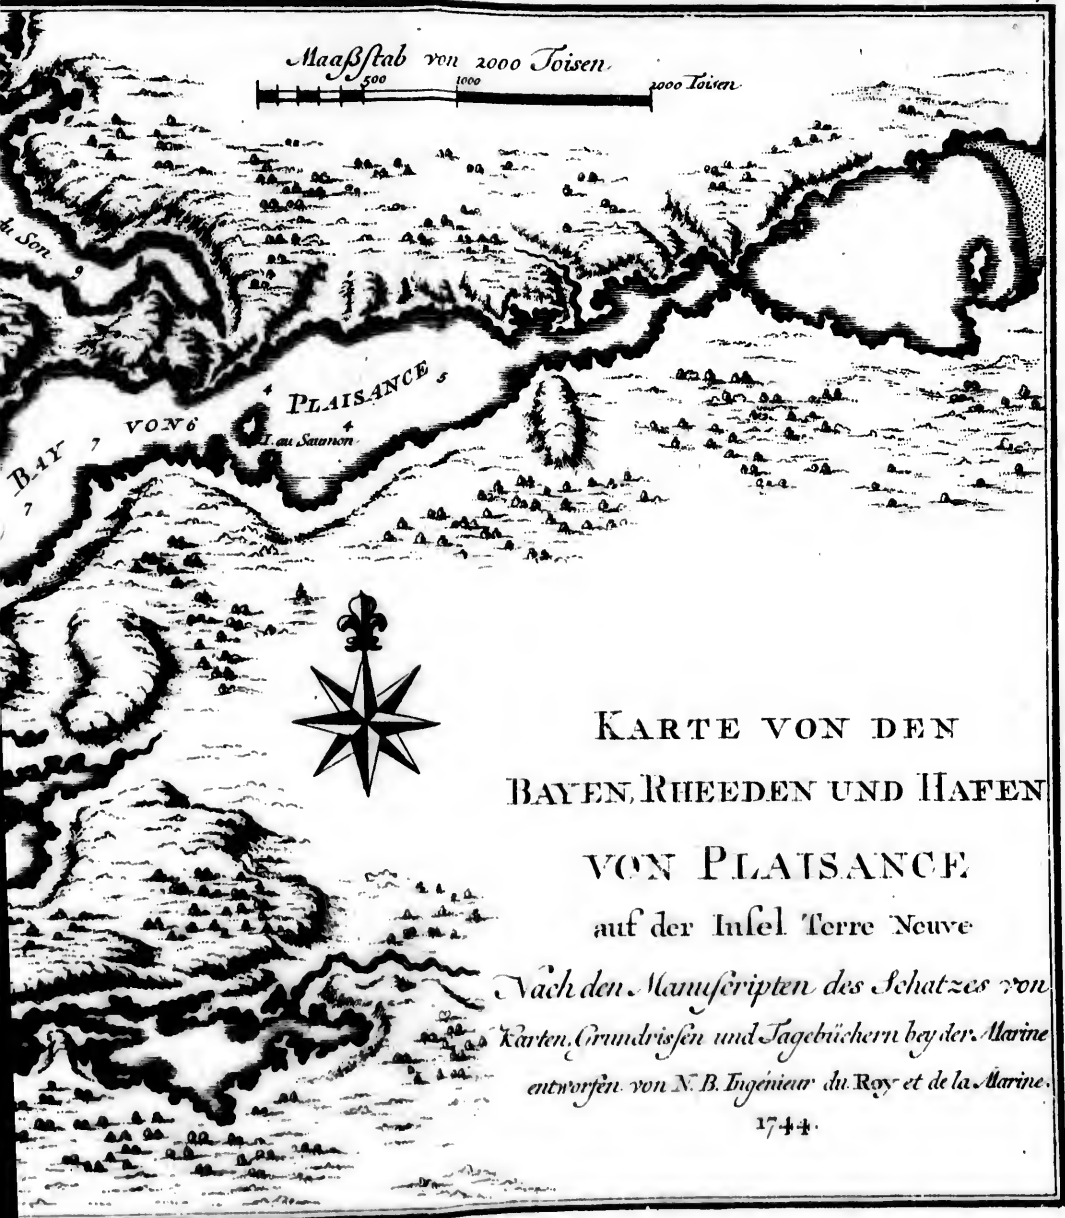 Maaßſtab von 2000 Toisen.
500 1000 2000 Toisen.
du Son
9
4
PLAISANCE
5
VON 6
4
I. au Saumon.
7
BAY
7
KARTE VON DEN
BAYEN, RHEEDEN UND HAFEN
VON PLAISANCE
auf der Inſel Terre Neuve
Nach den Manuſcripten des Schatzes von
Karten, Grundriſſen und Tagebüchern bey der Marine
entworfen von N. B. Ingénieur du Roy et de la Marine.
1744.